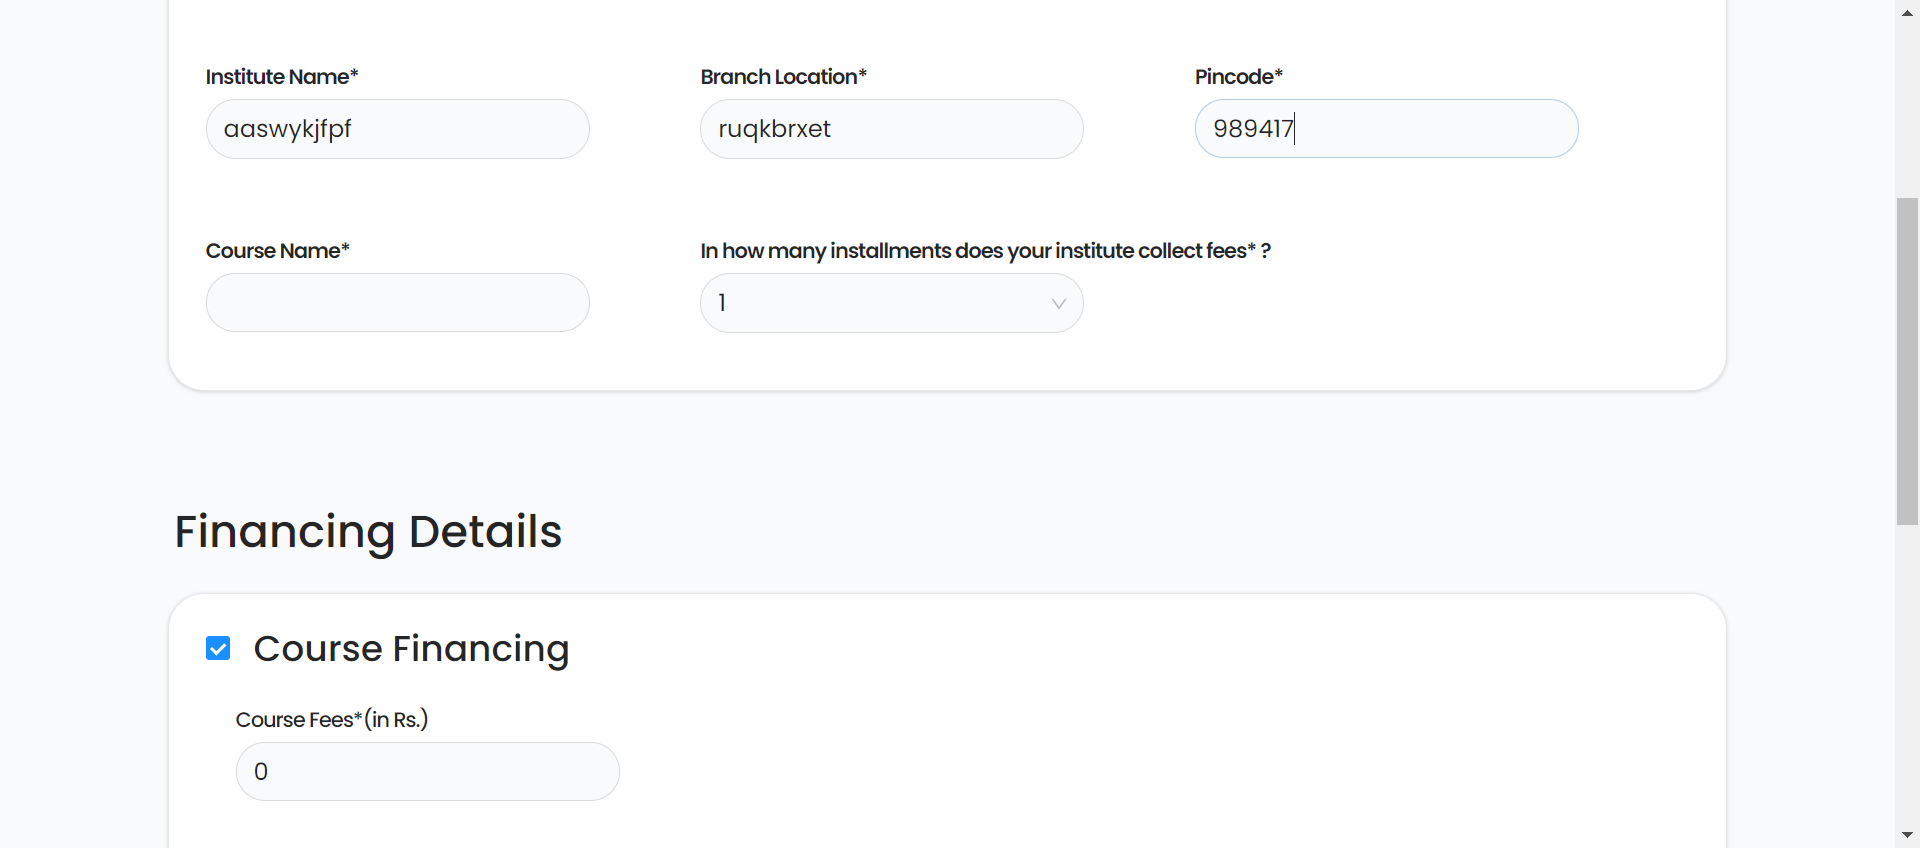 Institute Name* Branch Location* Pincode*
aaswykjfpf ruqkbrxet 989417
Course Name* In how many installments does your institute collect fees* ?
1
Financing Details
Course Financing
Course Fees*(in Rs.)
0